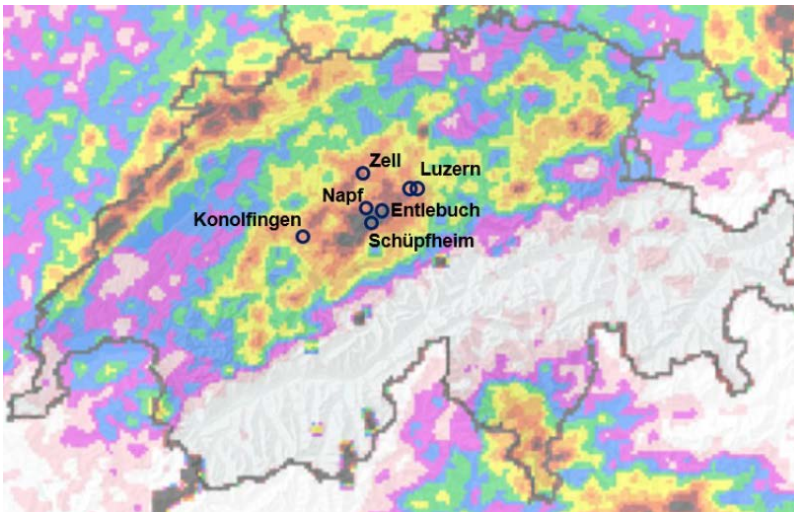 Zell
Luzern
Napf
Entlebuch
Konolfingen
Schüpfheim